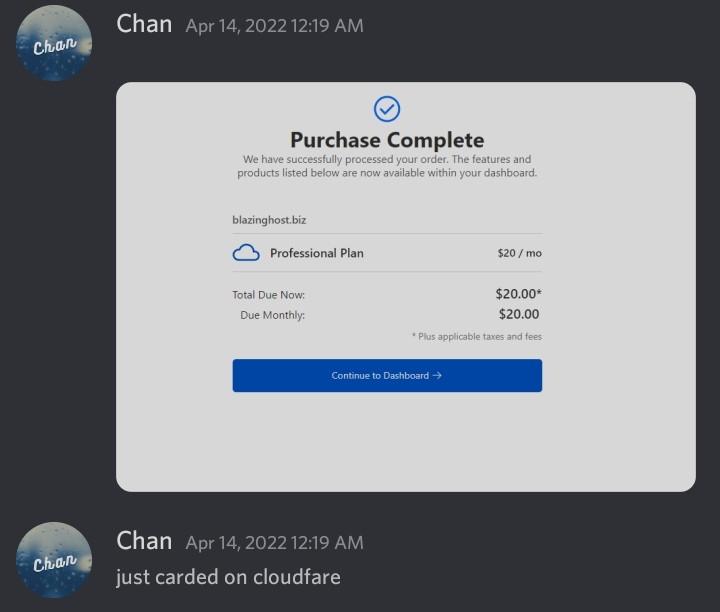 Chan Apr 14, 2022 12:19 AM
Chan
Purchase Complete
We have successfully processed your order. The features and
products listed below are now available within your dashboard.
blazinghost.biz
Professional Plan $20 / mo
Total Due Now: $20.00*
Due Monthly: $20.00
* Plus applicable taxes and fees
Continue to Dashboard →
Chan Apr 14, 2022 12:19 AM
Chan
just carded on cloudfare